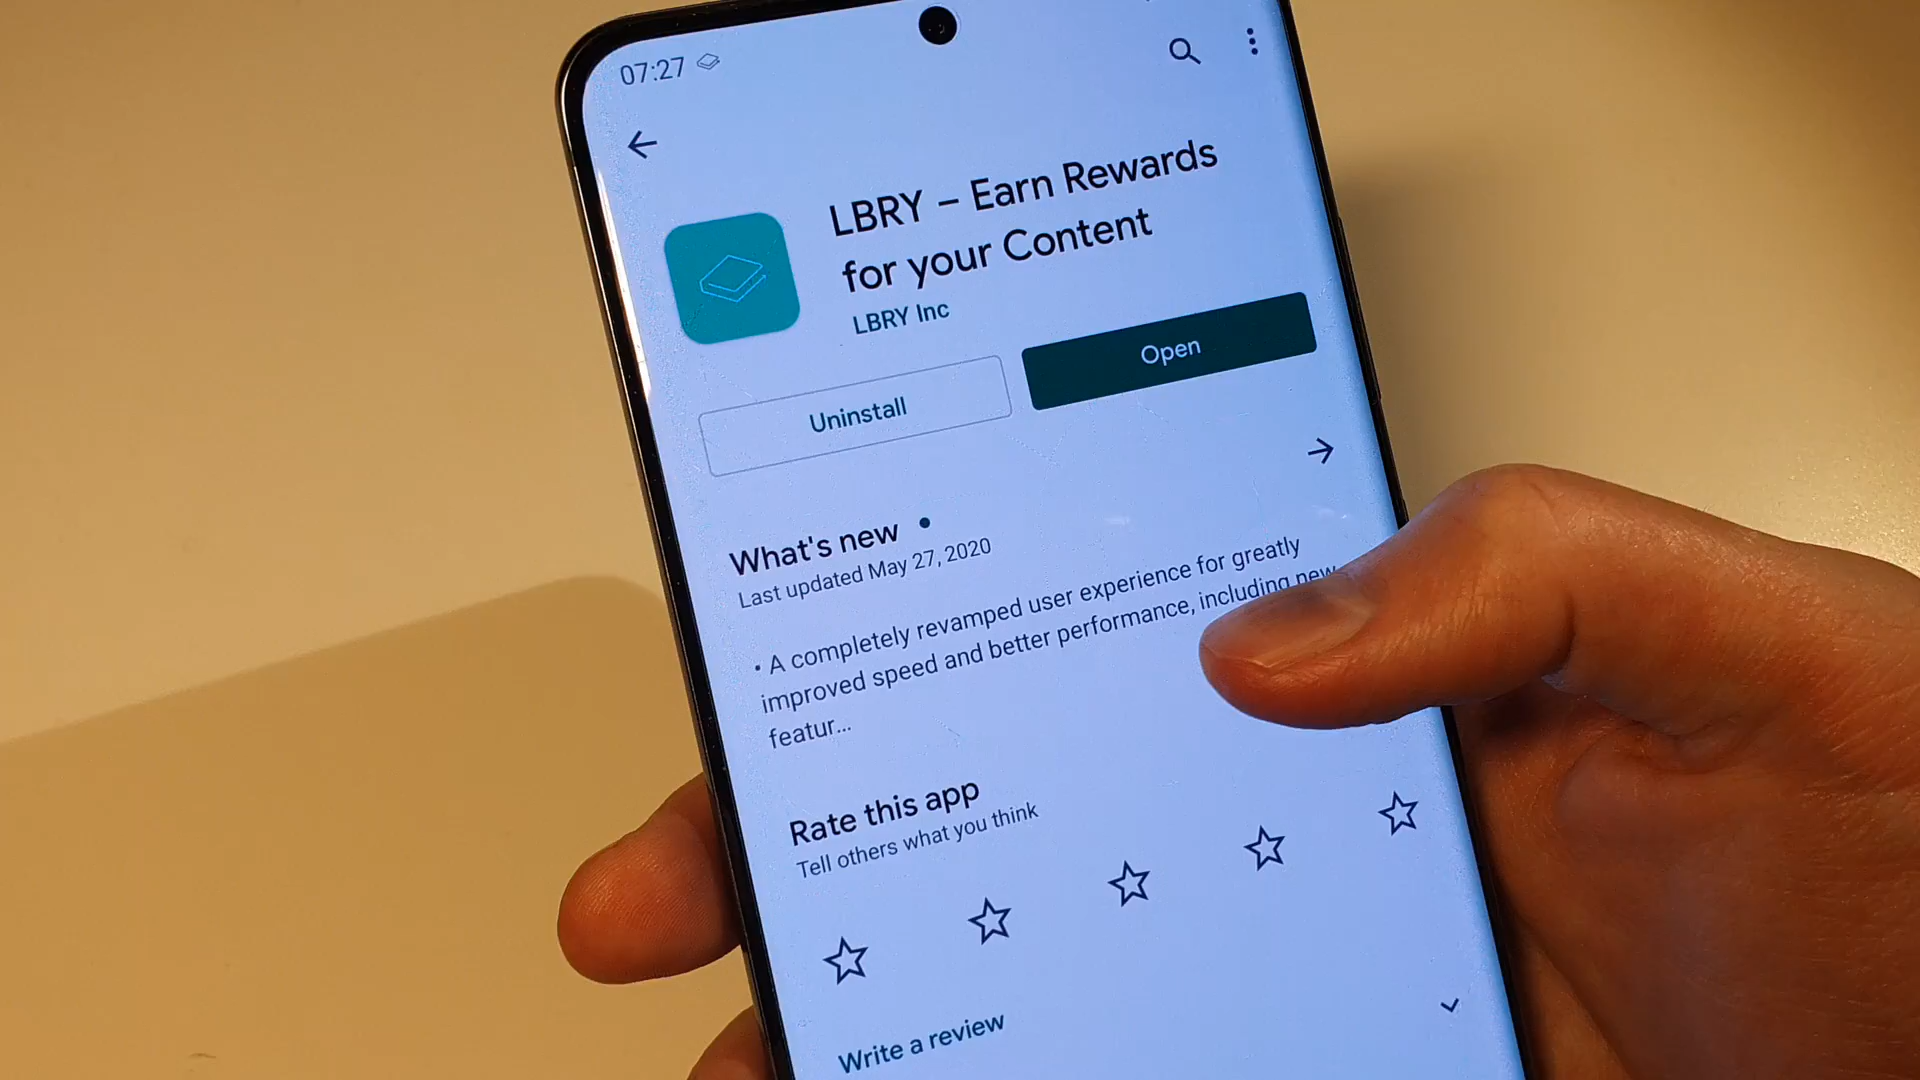 07:27
LBRY – Earn Rewards
for your Content
LBRY Inc
Uninstall
Open
What's new
Last updated May 27, 2020
• A completely revamped user experience for greatly
improved speed and better performance, including new
featur...
Rate this app
Tell others what you think
Write a review